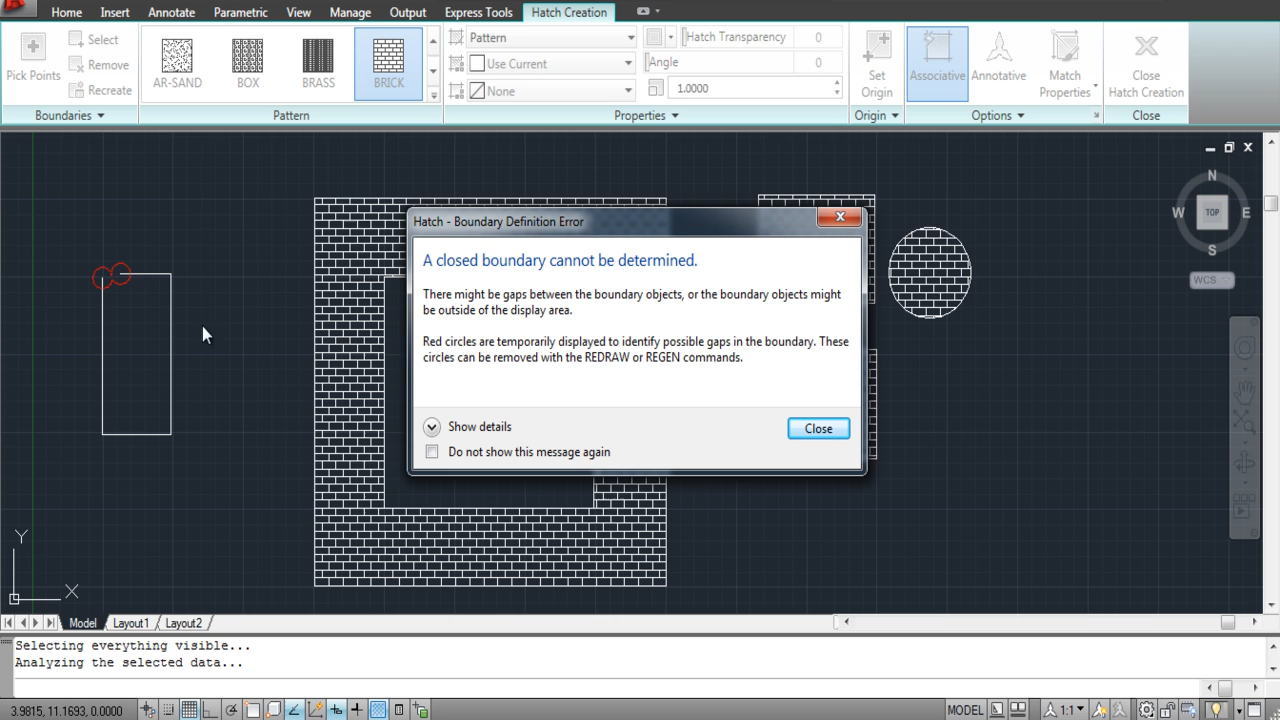 Home Insert Annotate Parametric View Manage Output Express Tools Hatch Creation
Select Pattern Hatch Transparency 0
Pick Points Remove AR-SAND BOX BRASS BRICK Use Current Angle 0 Set Origin Associative Annotative Match Properties Close Hatch Creation
Recreate None 1.0000
Boundaries Pattern Properties Origin Options Close
N
W TOP E
S
WCS
Hatch - Boundary Definition Error
A closed boundary cannot be determined.
There might be gaps between the boundary objects, or the boundary objects might
be outside of the display area.
Red circles are temporarily displayed to identify possible gaps in the boundary. These
circles can be removed with the REDRAW or REGEN commands.
Show details Close
Do not show this message again
Y
X
Model Layout1 Layout2
Selecting everything visible...
Analyzing the selected data...
3.9815, 11.1693, 0.0000 MODEL 1:1